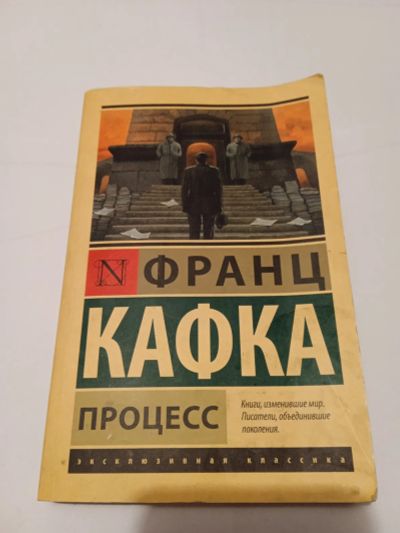 N ФРАНЦ
КАФКА
ПРОЦЕСС
Книги, изменившие мир.
Писатели, объединившие
поколения.
эксклюзивная классика